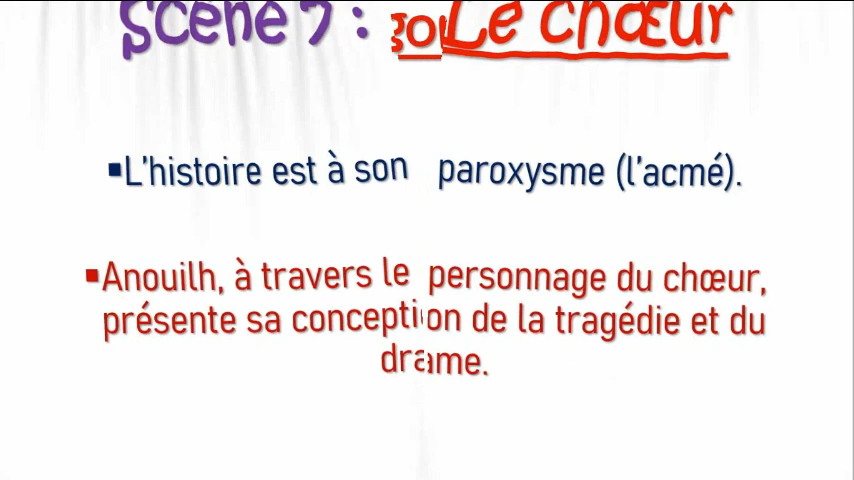 Scène 7 : Le chœur
▪L'histoire est à son paroxysme (l'acmé).
▪Anouilh, à travers le personnage du chœur,
présente sa conception de la tragédie et du
drame.